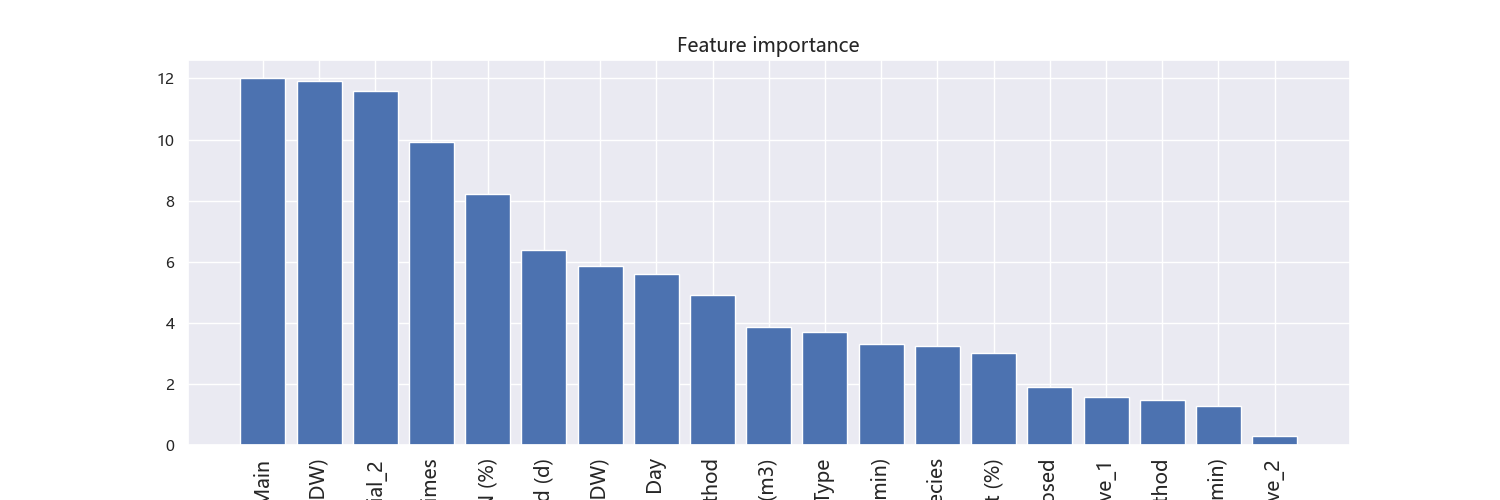 Feature importance
12
10
8
6
4
2
0
Main
DW)
ial_2
imes
N (%)
d (d)
DW)
Day
thod
(m3)
Type
min)
ecies
t (%)
osed
ve_1
thod
min)
ve_2